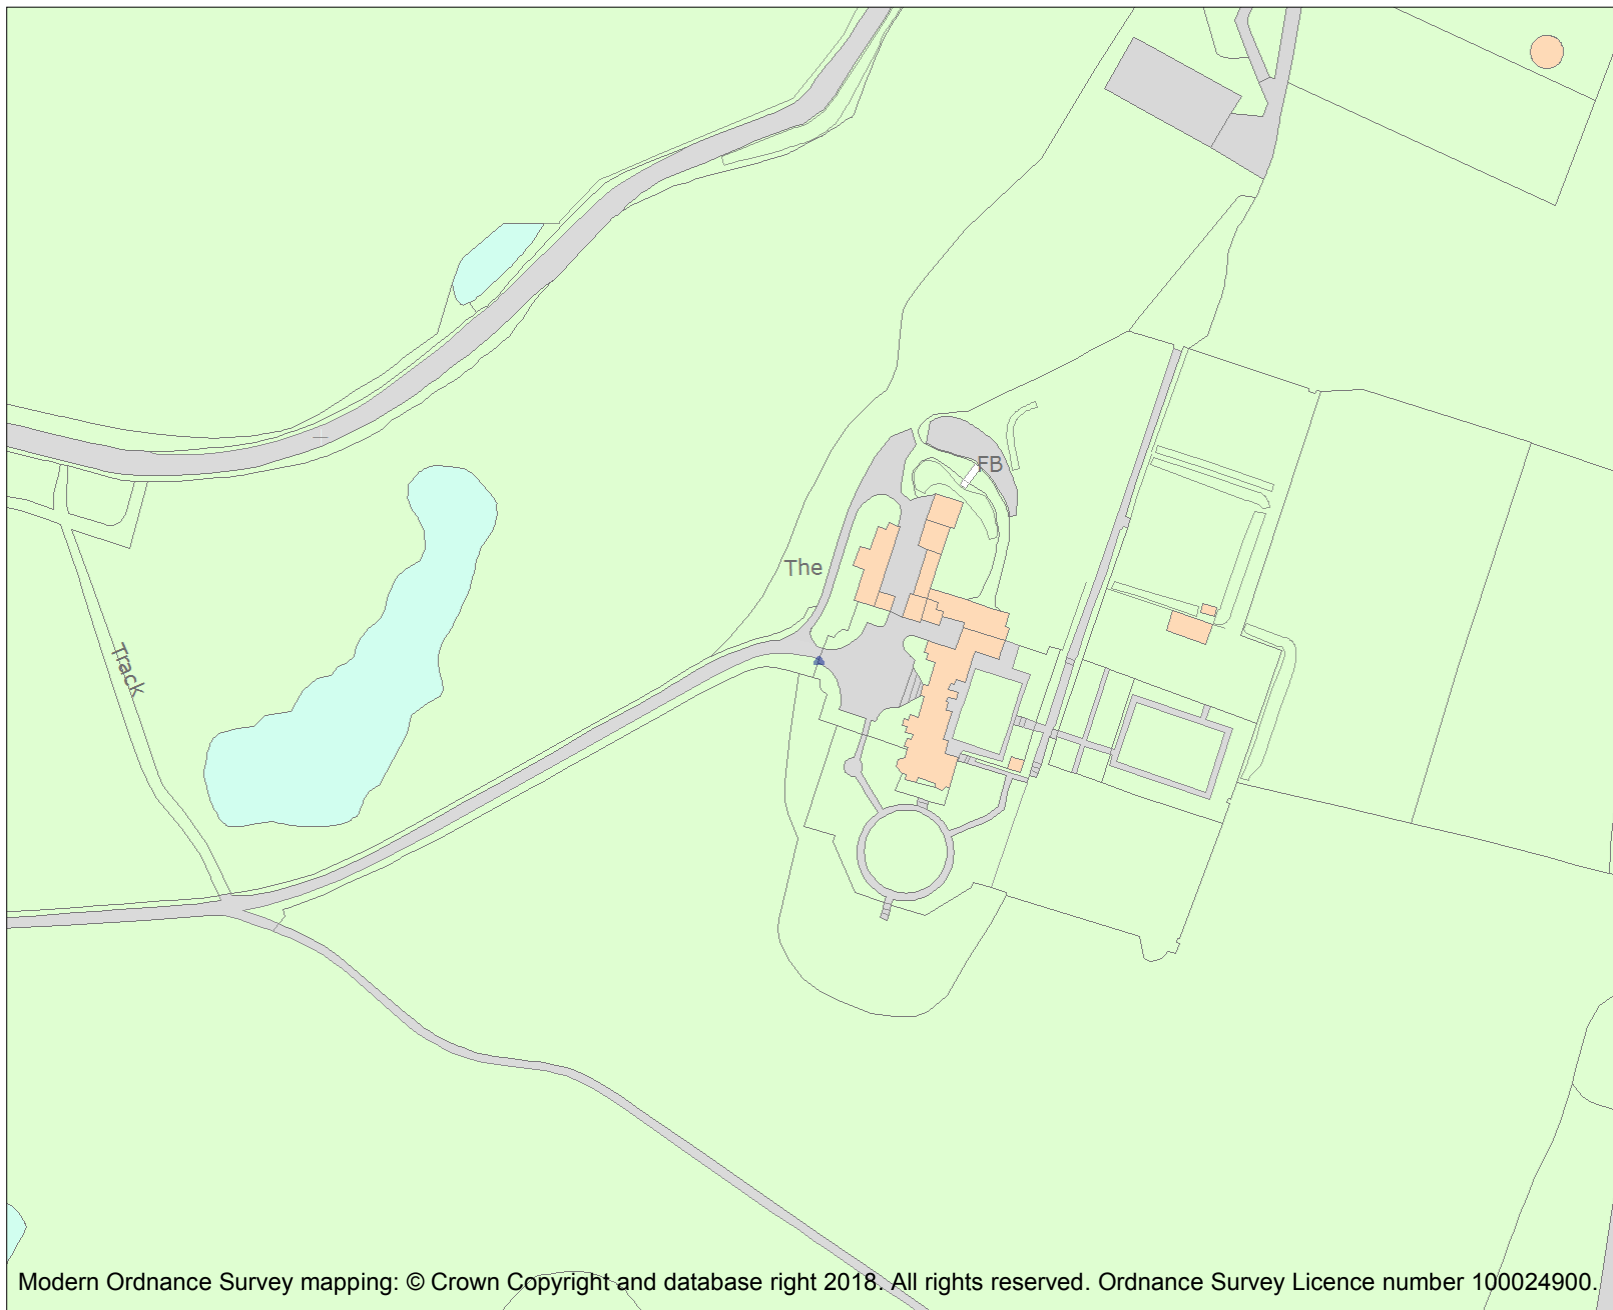 FB
The
Track
Modern Ordnance Survey mapping: © Crown Copyright and database right 2018. All rights reserved. Ordnance Survey Licence number 100024900.